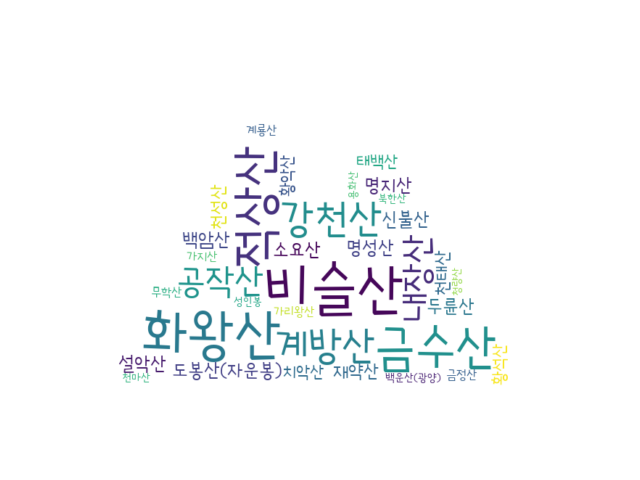 계룡산
적상산
황악산
태백산
용화산
명지산
천성산
북한산
강천산
신불산
백암산
소요산
명성산
내장산
가지산
공작산
비슬산
천태산
청량산
무학산
성인봉
가리왕산
두륜산
화왕산
계방산
금수산
설악산
도봉산(자운봉)
치악산
재약산
백운산(광양)
금정산
황석산
천마산